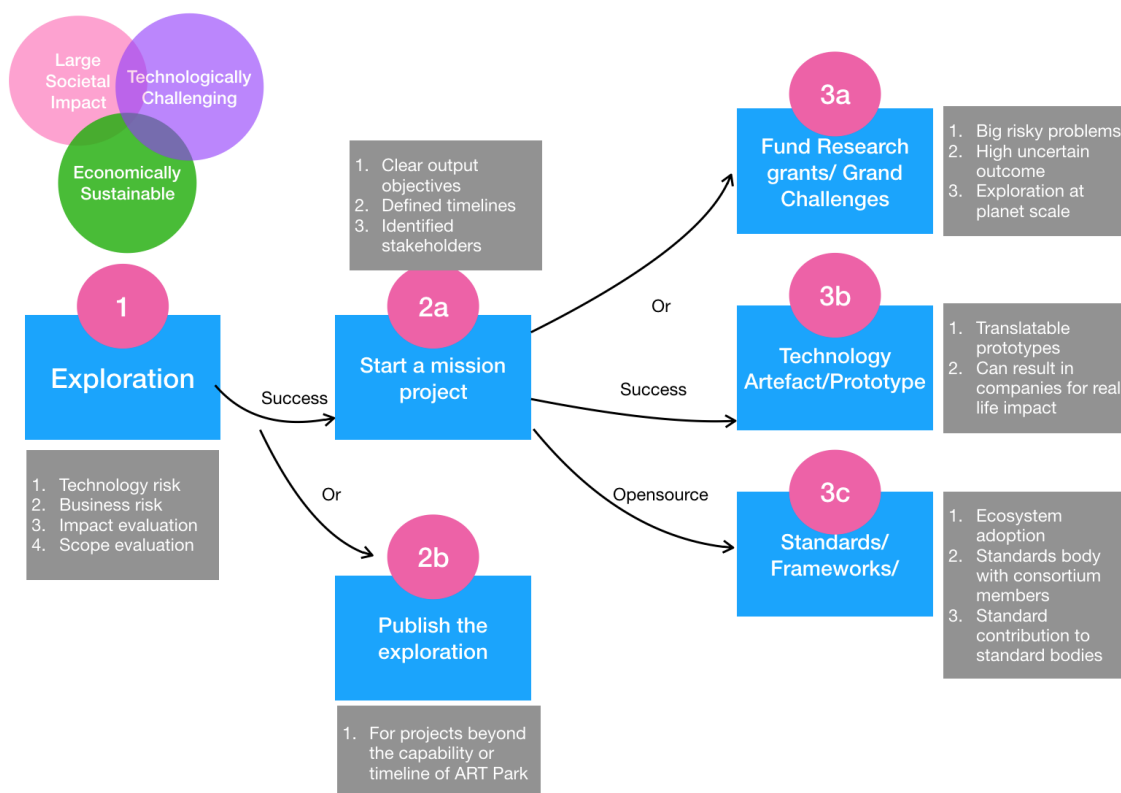 Large
Societal
Impact
Technologically
Challenging
Economically
Sustainable
1
Exploration
1. Technology risk
2. Business risk
3. Impact evaluation
4. Scope evaluation
Success
Or
1. Clear output
objectives
2. Defined timelines
3. Identified
stakeholders
2a
Start a mission
project
2b
Publish the
exploration
1. For projects beyond
the capability or
timeline of ART Park
Or
Success
Opensource
3a
Fund Research
grants/ Grand
Challenges
1. Big risky problems
2. High uncertain
outcome
3. Exploration at
planet scale
3b
Technology
Artefact/Prototype
1. Translatable
prototypes
2. Can result in
companies for real
life impact
3c
Standards/
Frameworks/
1. Ecosystem
adoption
2. Standards body
with consortium
members
3. Standard
contribution to
standard bodies